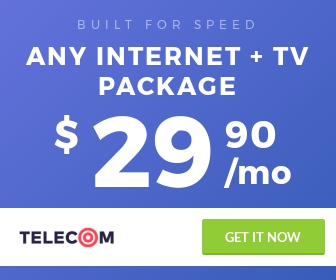 BUILT FOR SPEED
ANY INTERNET + TV
PACKAGE
$ 29 90
/mo
TELECOM
GET IT NOW